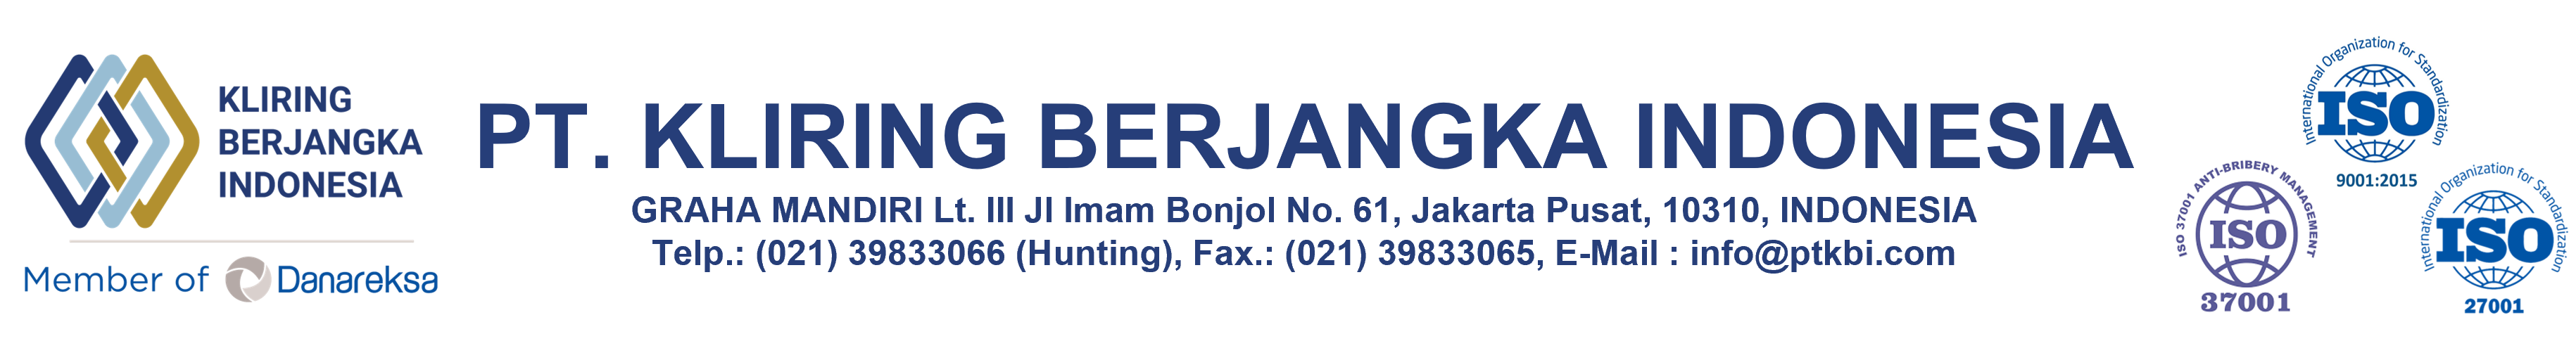 KLIRING
BERJANGKA
INDONESIA
Member of Danareksa
PT. KLIRING BERJANGKA INDONESIA
GRAHA MANDIRI Lt. III Jl Imam Bonjol No. 61, Jakarta Pusat, 10310, INDONESIA
Telp.: (021) 39833066 (Hunting), Fax.: (021) 39833065, E-Mail : info@ptkbi.com
International Organization for Standardization
ISO
9001:2015
ISO 37001 ANTI-BRIBERY MANAGEMENT
ISO
37001
International Organization for Standardization
ISO
27001